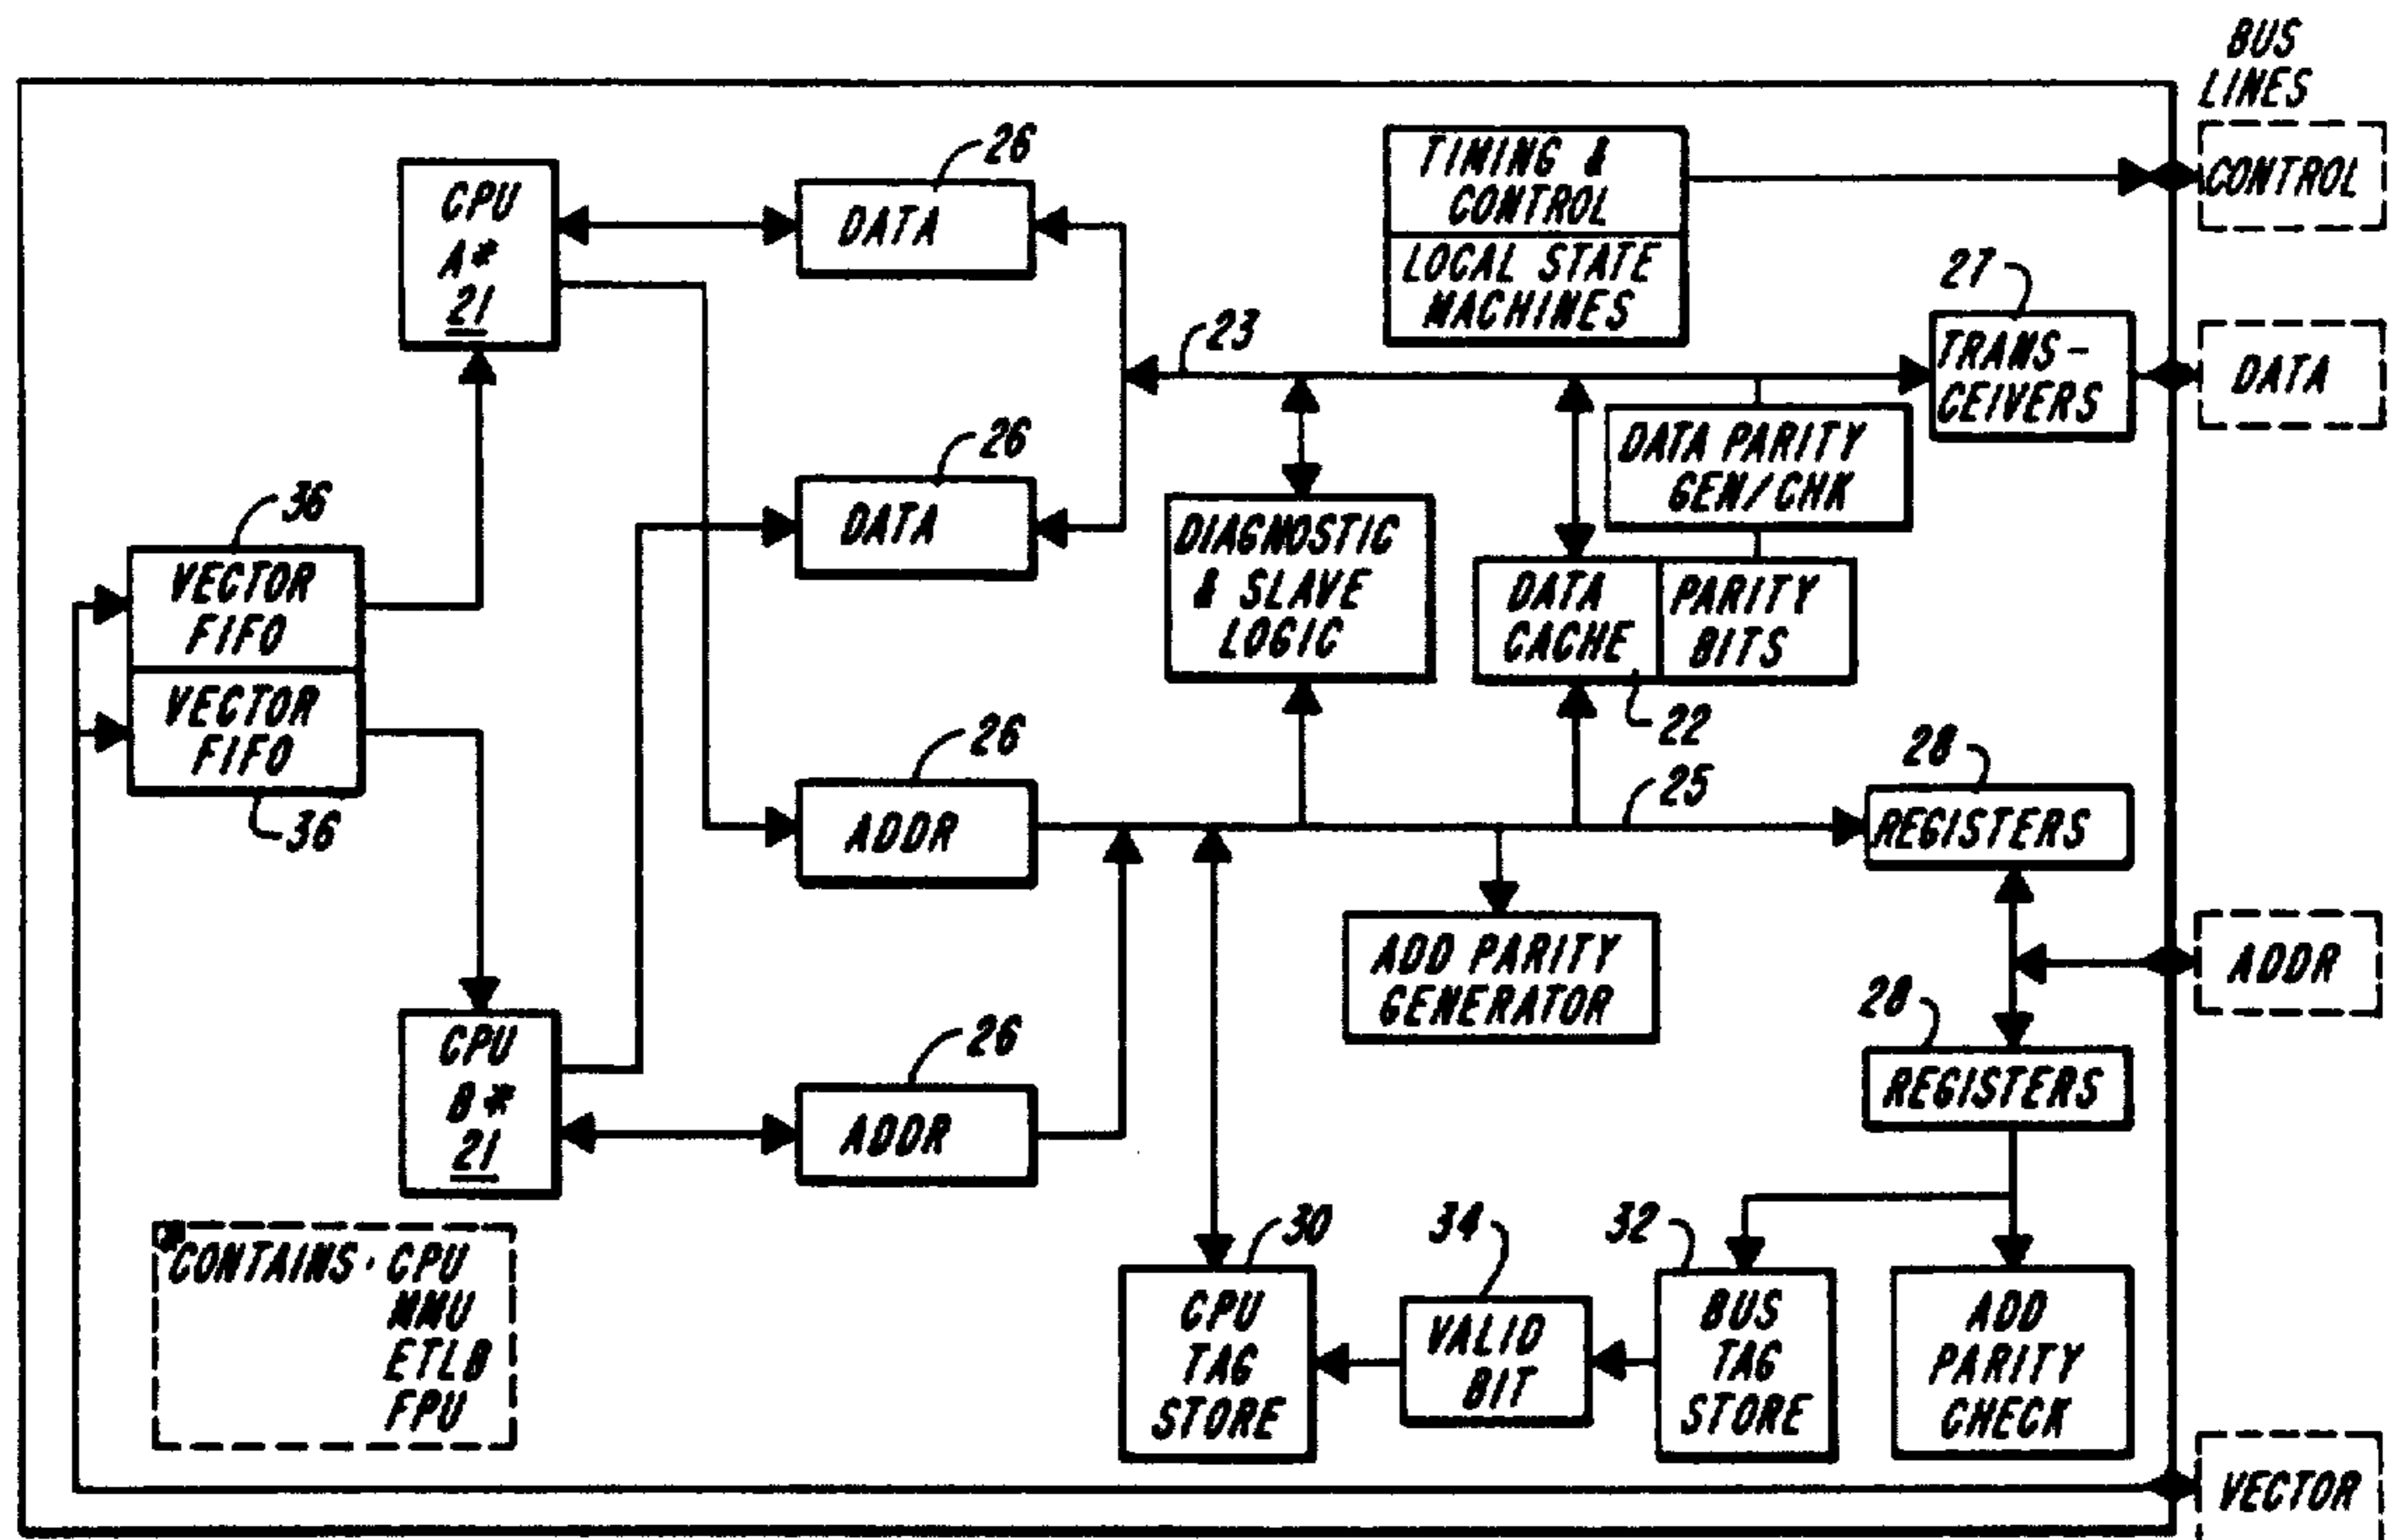 BUS
LINES
CONTROL
DATA
ADDR
VECTOR
CPU
A*
21
26
DATA
TIMING &
CONTROL
LOCAL STATE
MACHINES
27
TRANS-
CEIVERS
23
26
DATA
DATA PARITY
GEN/CHK
DIAGNOSTIC
& SLAVE
LOGIC
DATA
CACHE
PARITY
BITS
22
36
VECTOR
FIFO
VECTOR
FIFO
36
26
ADDR
25
28
REGISTERS
ADD PARITY
GENERATOR
28
REGISTERS
CPU
B*
21
26
ADDR
30
CPU
TAG
STORE
34
VALID
BIT
32
BUS
TAG
STORE
ADD
PARITY
CHECK
*CONTAINS. CPU
MMU
ETLB
FPU